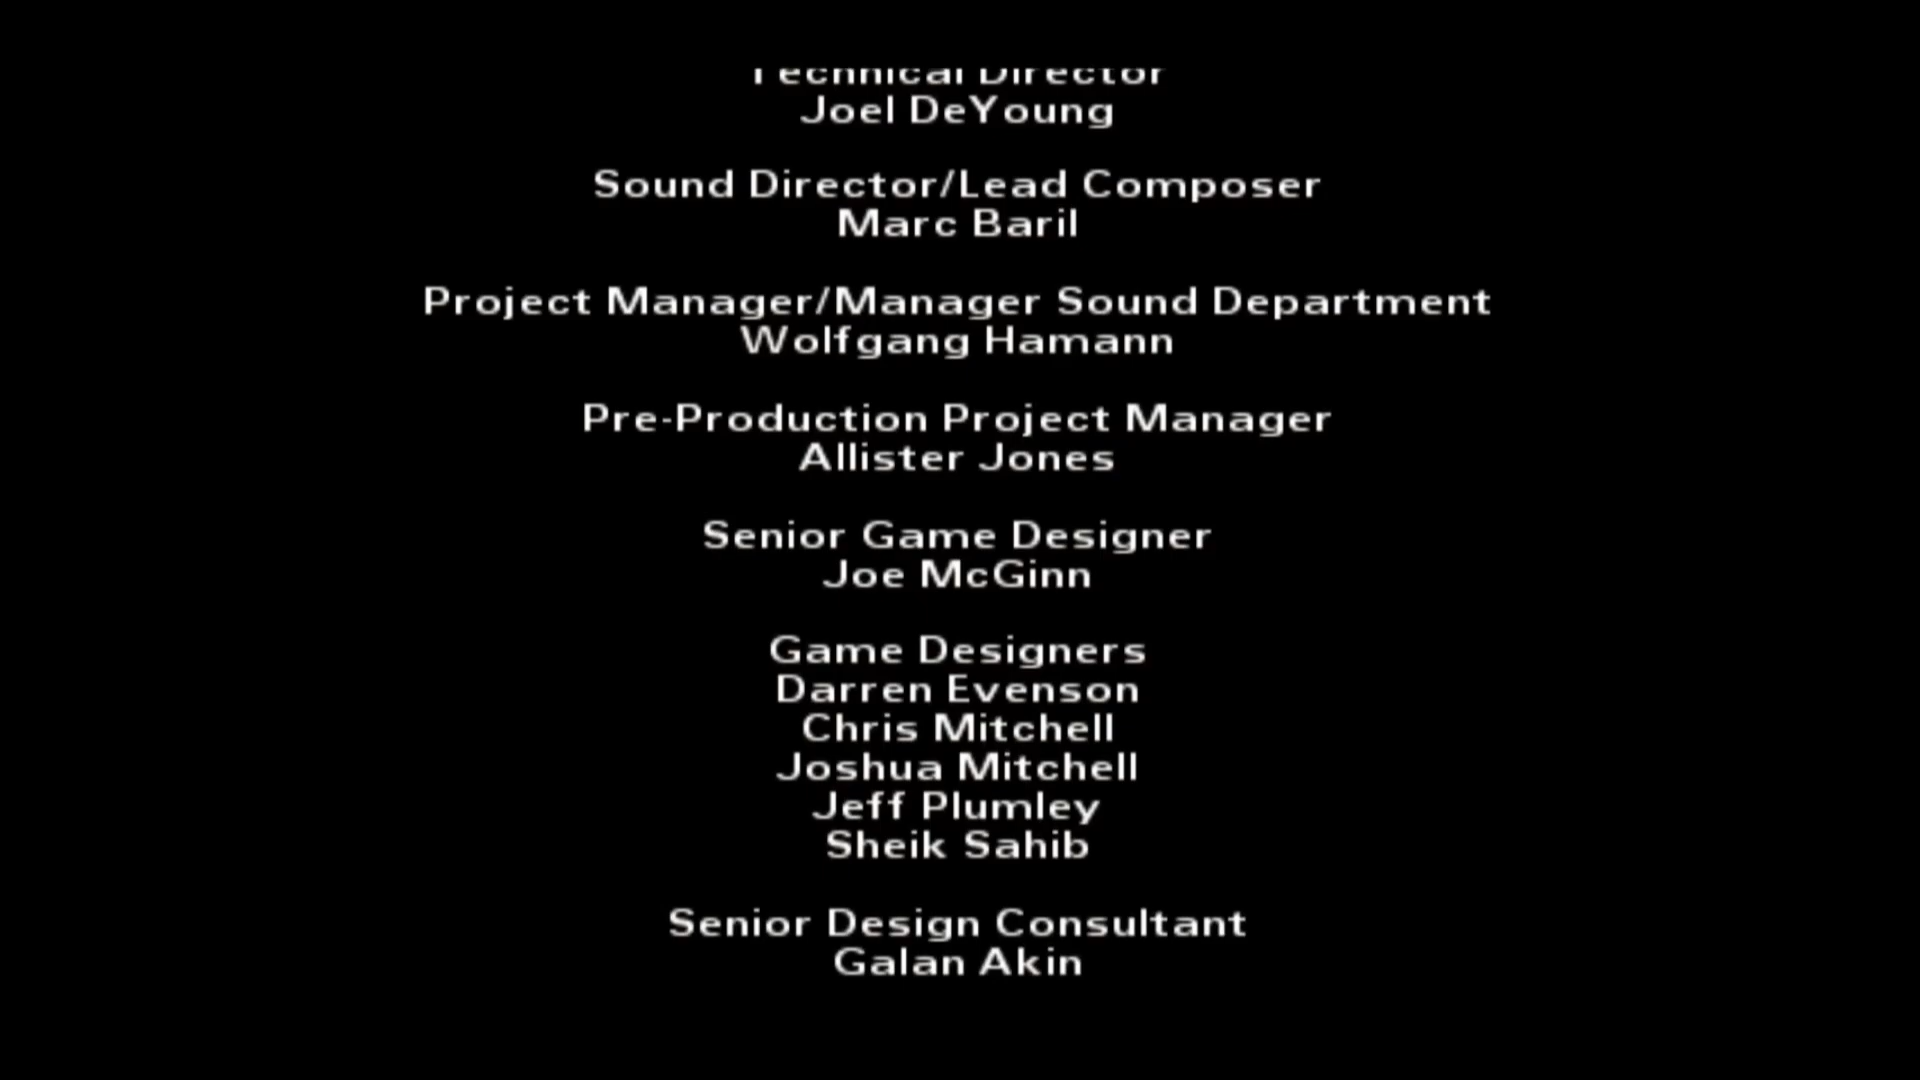 Technical Director
Joel DeYoung
Sound Director/Lead Composer
Marc Baril
Project Manager/Manager Sound Department
Wolfgang Hamann
Pre-Production Project Manager
Allister Jones
Senior Game Designer
Joe McGinn
Game Designers
Darren Evenson
Chris Mitchell
Joshua Mitchell
Jeff Plumley
Sheik Sahib
Senior Design Consultant
Galan Akin